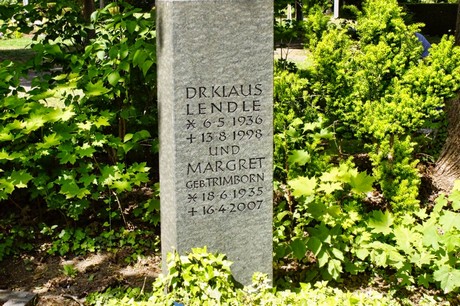 DR.KLAUS
LENDLE
* 6·5·1936
+13·8·1998
UND
MARGRET
GEB.TRIMBORN
*18·6·1935
+16·4·2007